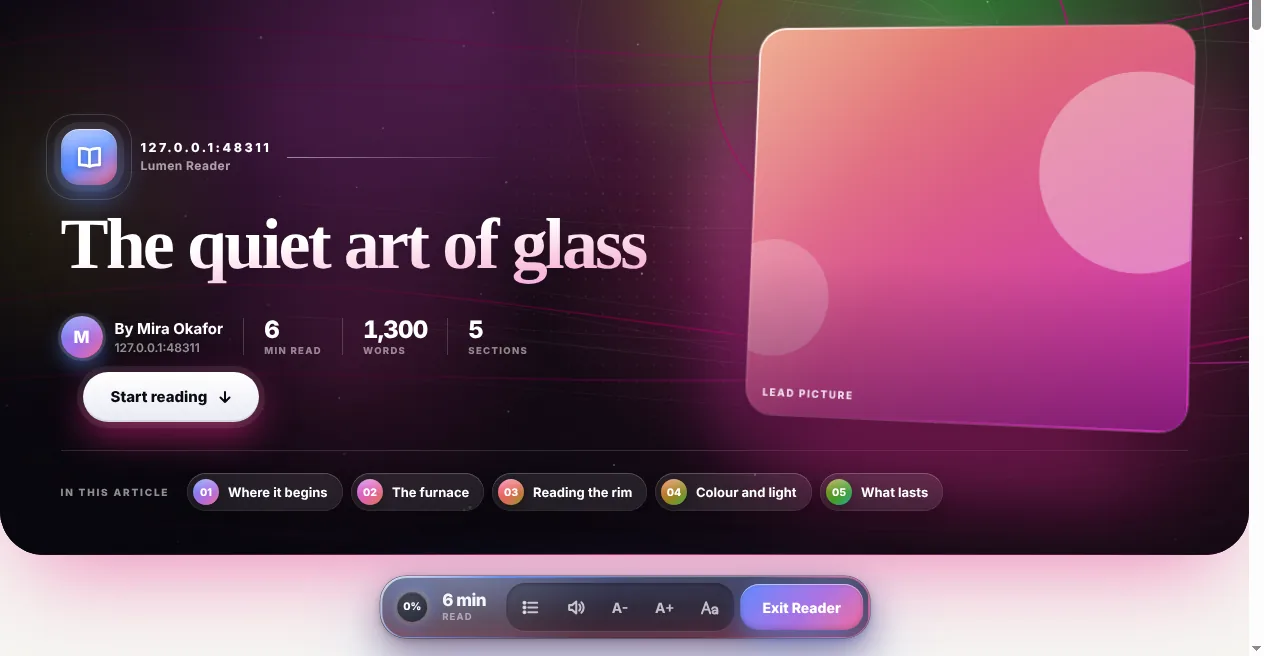 127.0.0.1:48311
Lumen Reader
The quiet art of glass
M
By Mira Okafor
127.0.0.1:48311
6
MIN READ
1,300
WORDS
5
SECTIONS
Start reading
LEAD PICTURE
IN THIS ARTICLE
01 Where it begins
02 The furnace
03 Reading the rim
04 Colour and light
05 What lasts
0%
6 min
READ
A-
A+
Aa
Exit Reader